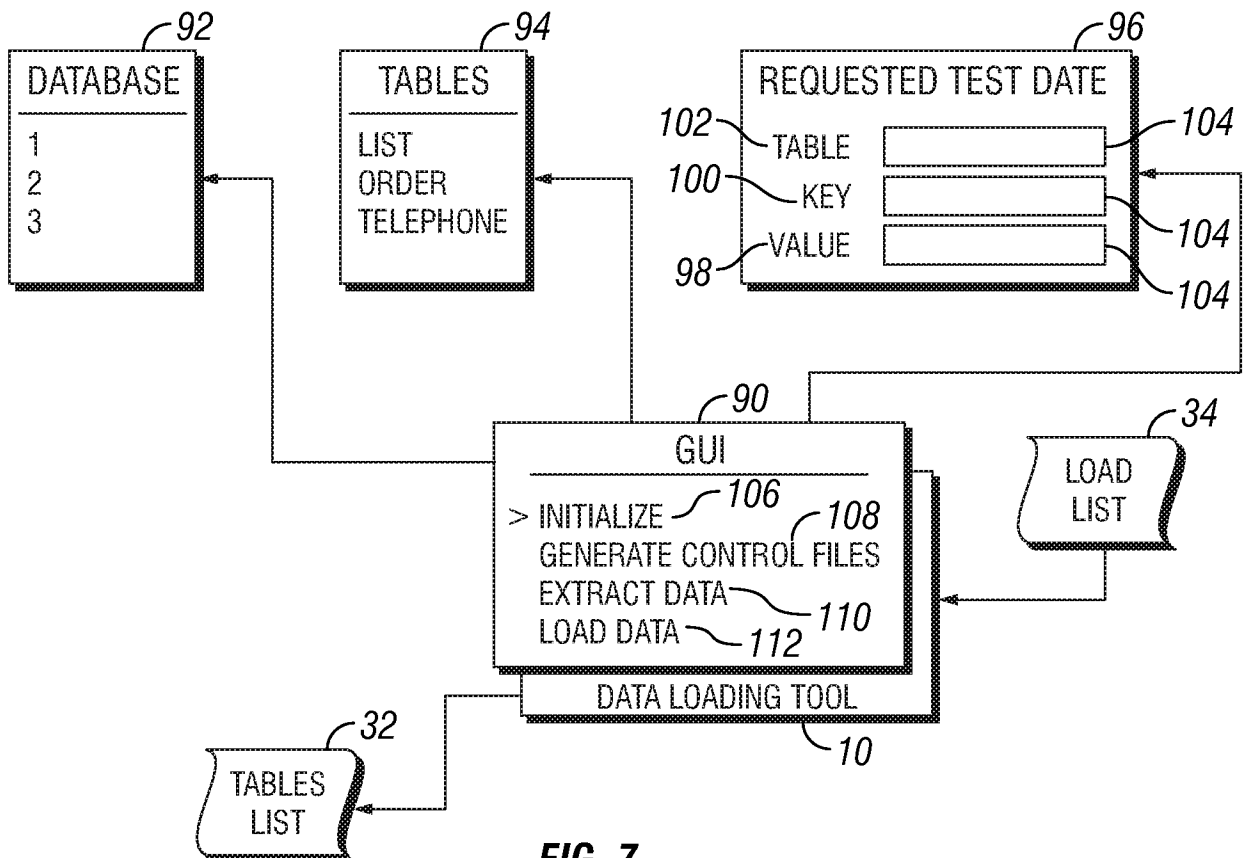 92
DATABASE
1
2
3
94
TABLES
LIST
ORDER
TELEPHONE
96
REQUESTED TEST DATE
102
TABLE
104
100
KEY
104
98
VALUE
104
90
GUI
> INITIALIZE
106
108
GENERATE CONTROL FILES
EXTRACT DATA
110
LOAD DATA
112
DATA LOADING TOOL
10
34
LOAD
LIST
32
TABLES
LIST
FIG. 7